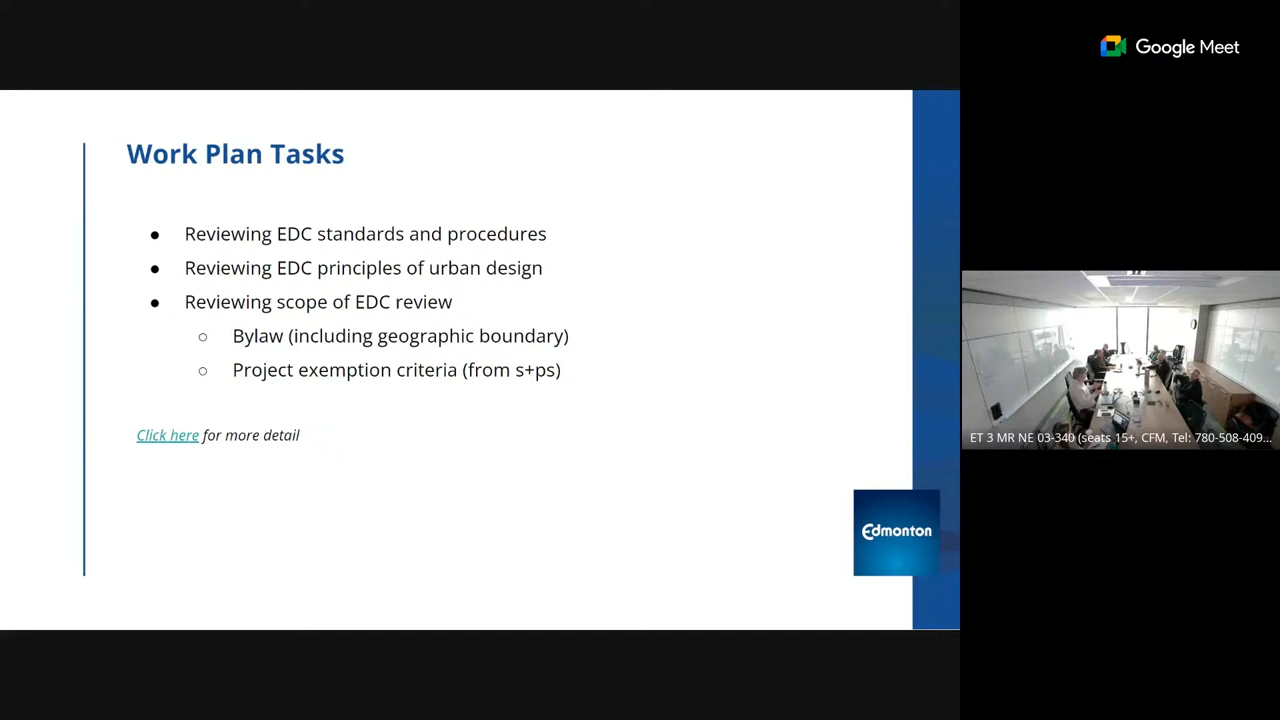 Google Meet
Work Plan Tasks
● Reviewing EDC standards and procedures
● Reviewing EDC principles of urban design
● Reviewing scope of EDC review
○ Bylaw (including geographic boundary)
○ Project exemption criteria (from s+ps)
Click here for more detail
Edmonton
ET 3 MR NE 03-340 (seats 15+, CFM, Tel: 780-508-409...